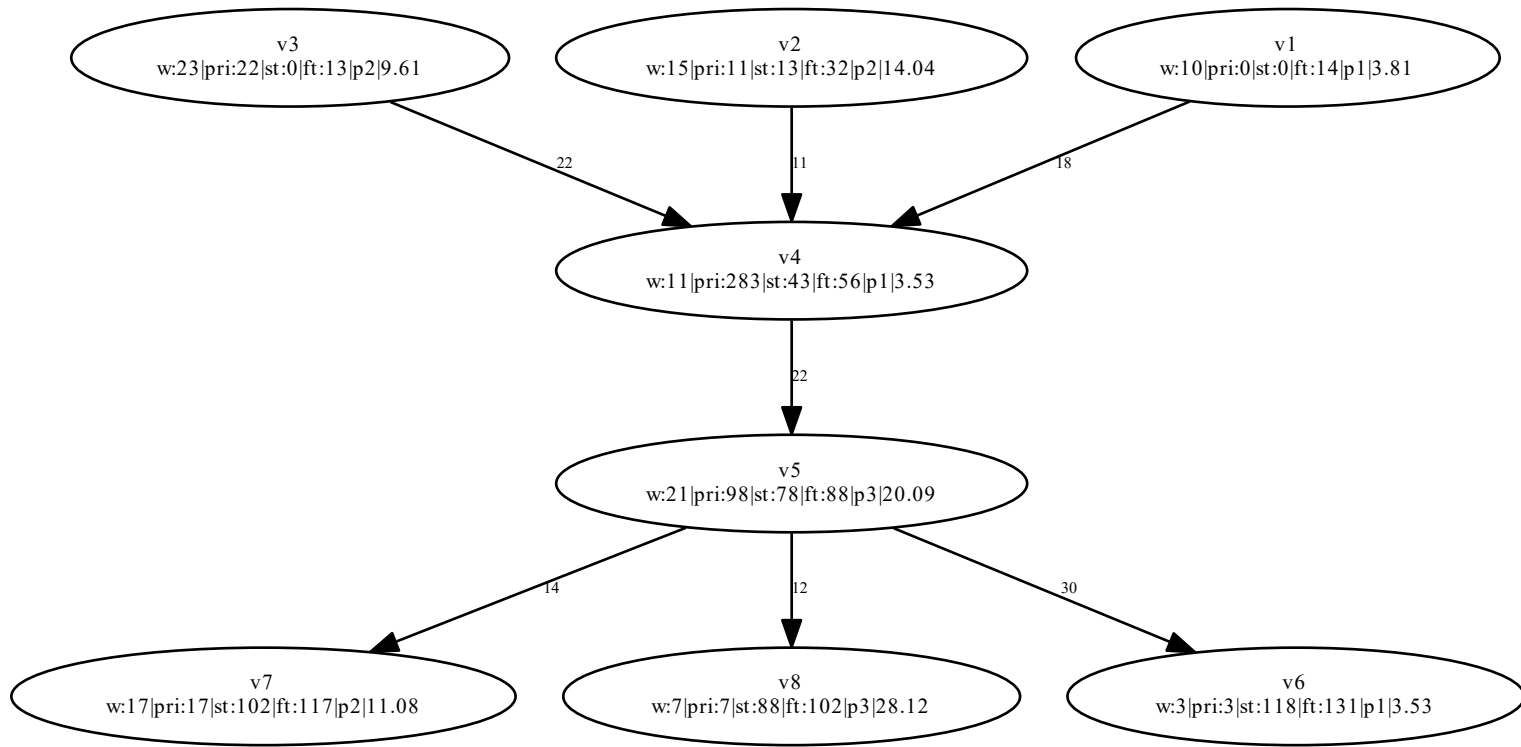 v3
w:23|pri:22|st:0|ft:13|p2|9.61
v2
w:15|pri:11|st:13|ft:32|p2|14.04
v1
w:10|pri:0|st:0|ft:14|p1|3.81
22
11
18
v4
w:11|pri:283|st:43|ft:56|p1|3.53
22
v5
w:21|pri:98|st:78|ft:88|p3|20.09
14
12
30
v7
w:17|pri:17|st:102|ft:117|p2|11.08
v8
w:7|pri:7|st:88|ft:102|p3|28.12
v6
w:3|pri:3|st:118|ft:131|p1|3.53